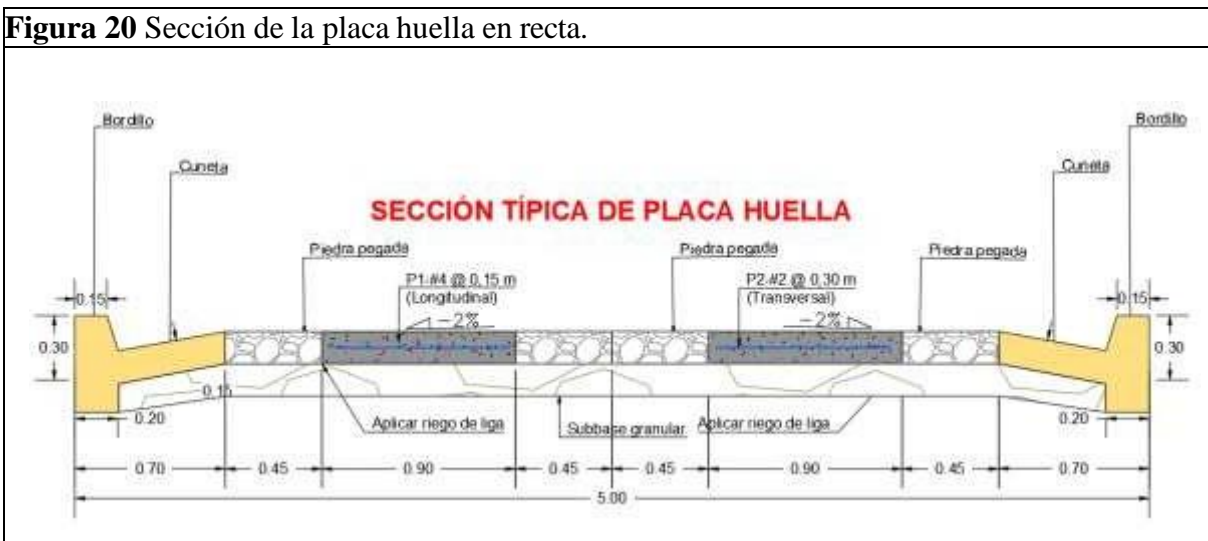 Figura 20 Sección de la placa huella en recta.
Bordillo
Bordillo
Cuneta
Cuneta
SECCIÓN TÍPICA DE PLACA HUELLA
Piedra pegada
Piedra pegada
Piedra pegada
P1-#4 @ 0,15 m
(Longitudinal)
P2-#2 @ 0,30 m
(Transversal)
0.15
-2%
-2%
0.15
0.30
0.30
0.15
0.20
Aplicar riego de liga
Subbase granular
Aplicar riego de liga
0.20
0.70
0.45
0.90
0.45
0.45
0.90
0.45
0.70
5.00